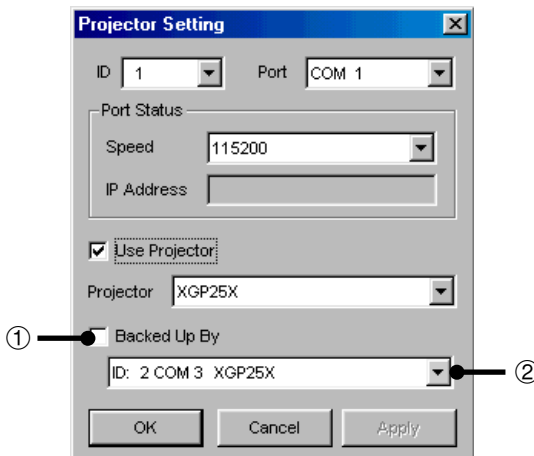 Projector Setting
ID 1 Port COM 1
Port Status
Speed 115200
IP Address
Use Projector
Projector XGP25X
① Backed Up By
ID: 2 COM 3 XGP25X ②
OK Cancel Apply